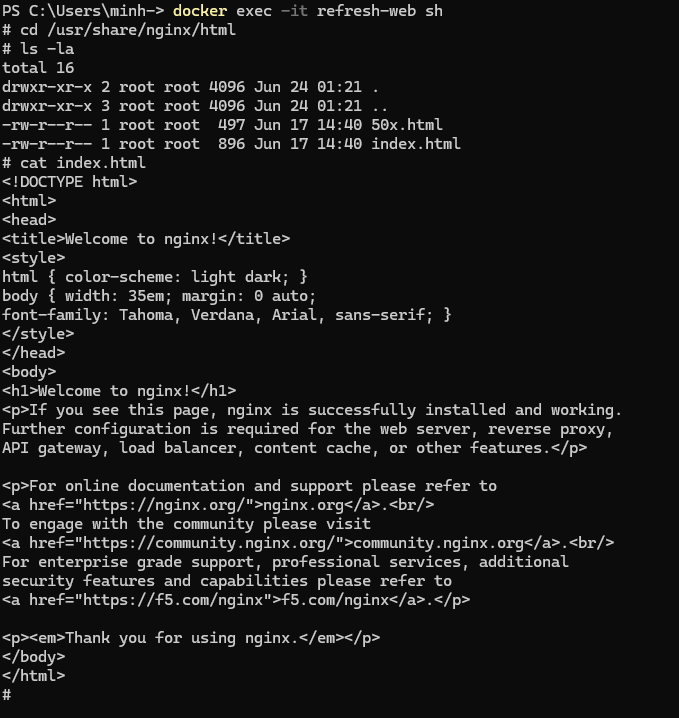 PS C:\Users\minh-> docker exec -it refresh-web sh
# cd /usr/share/nginx/html
# ls -la
total 16
drwxr-xr-x 2 root root 4096 Jun 24 01:21 .
drwxr-xr-x 3 root root 4096 Jun 24 01:21 ..
-rw-r--r-- 1 root root  497 Jun 17 14:40 50x.html
-rw-r--r-- 1 root root  896 Jun 17 14:40 index.html
# cat index.html
<!DOCTYPE html>
<html>
<head>
<title>Welcome to nginx!</title>
<style>
html { color-scheme: light dark; }
body { width: 35em; margin: 0 auto;
font-family: Tahoma, Verdana, Arial, sans-serif; }
</style>
</head>
<body>
<h1>Welcome to nginx!</h1>
<p>If you see this page, nginx is successfully installed and working.
Further configuration is required for the web server, reverse proxy,
API gateway, load balancer, content cache, or other features.</p>

<p>For online documentation and support please refer to
<a href="https://nginx.org/">nginx.org</a>.<br/>
To engage with the community please visit
<a href="https://community.nginx.org/">community.nginx.org</a>.<br/>
For enterprise grade support, professional services, additional
security features and capabilities please refer to
<a href="https://f5.com/nginx">f5.com/nginx</a>.</p>

<p><em>Thank you for using nginx.</em></p>
</body>
</html>
#